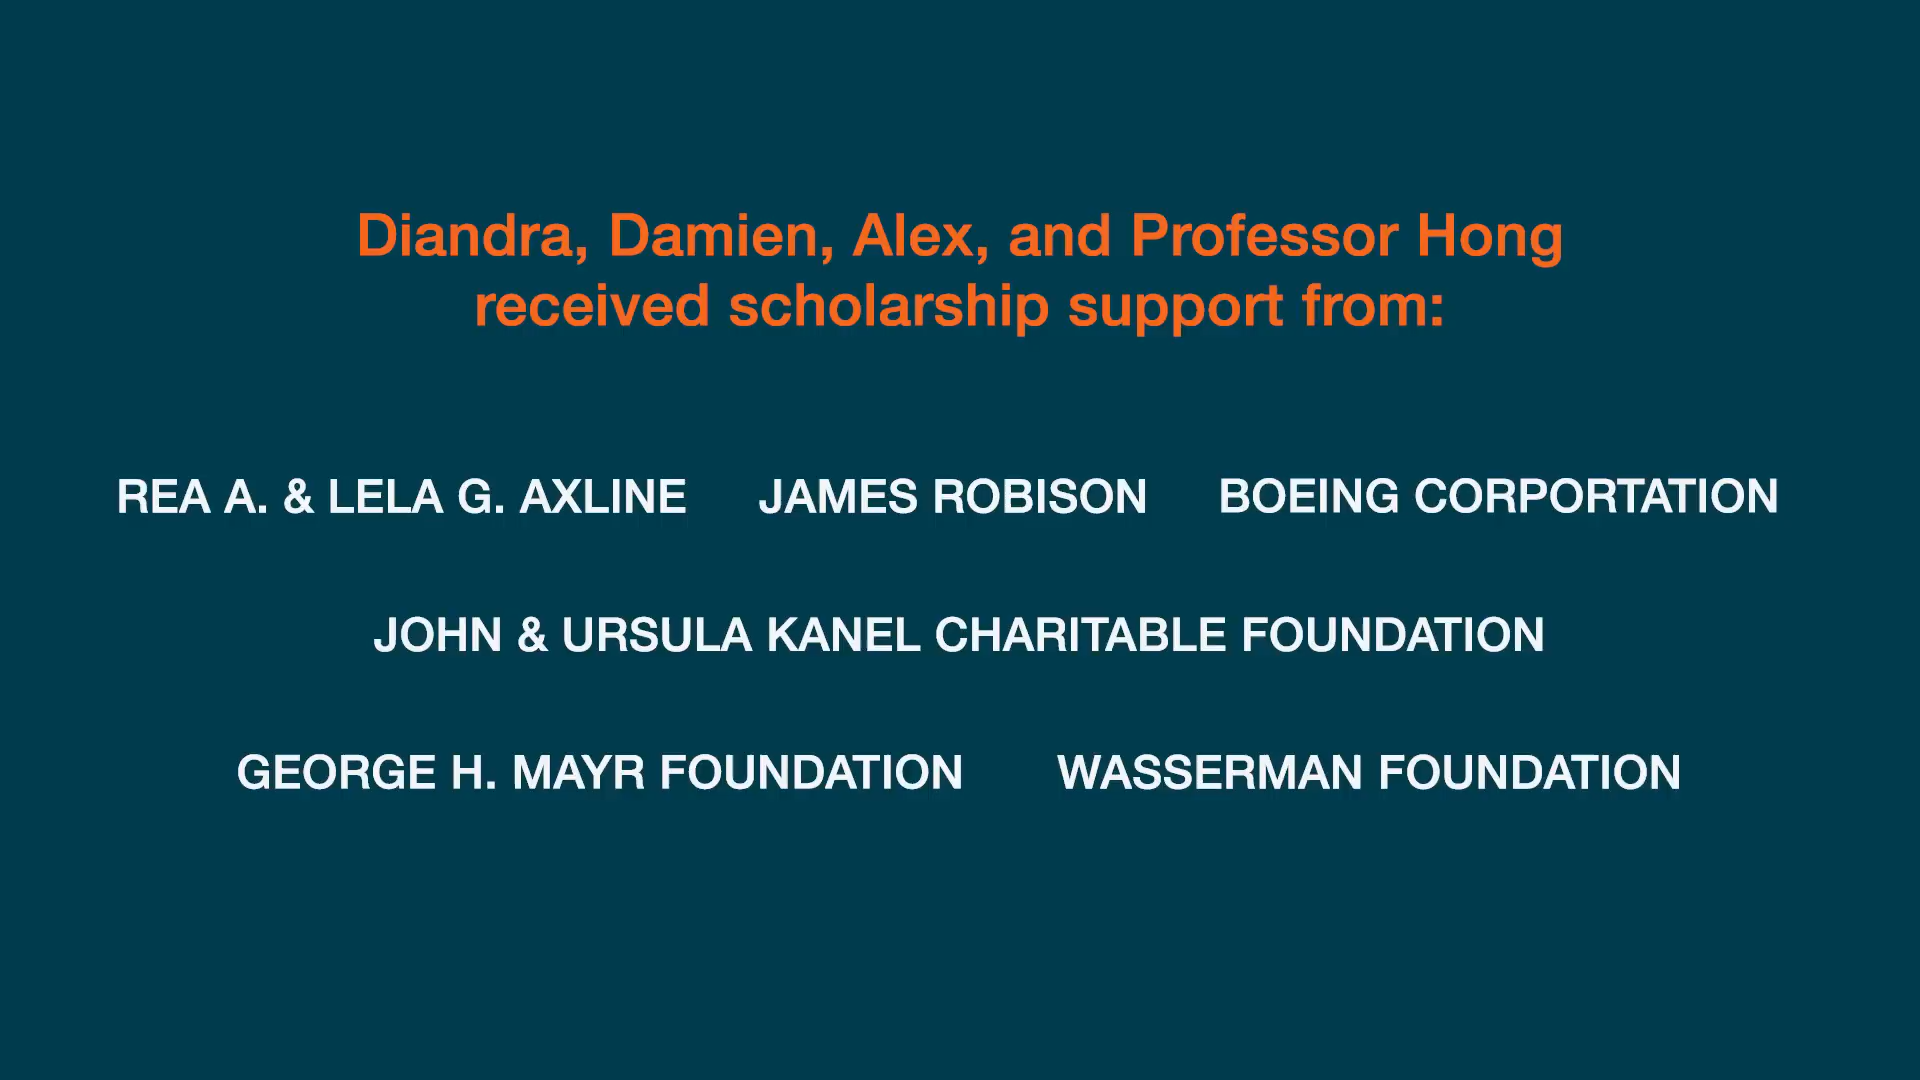 Diandra, Damien, Alex, and Professor Hong
received scholarship support from:
REA A. & LELA G. AXLINE JAMES ROBISON BOEING CORPORTATION
JOHN & URSULA KANEL CHARITABLE FOUNDATION
GEORGE H. MAYR FOUNDATION WASSERMAN FOUNDATION